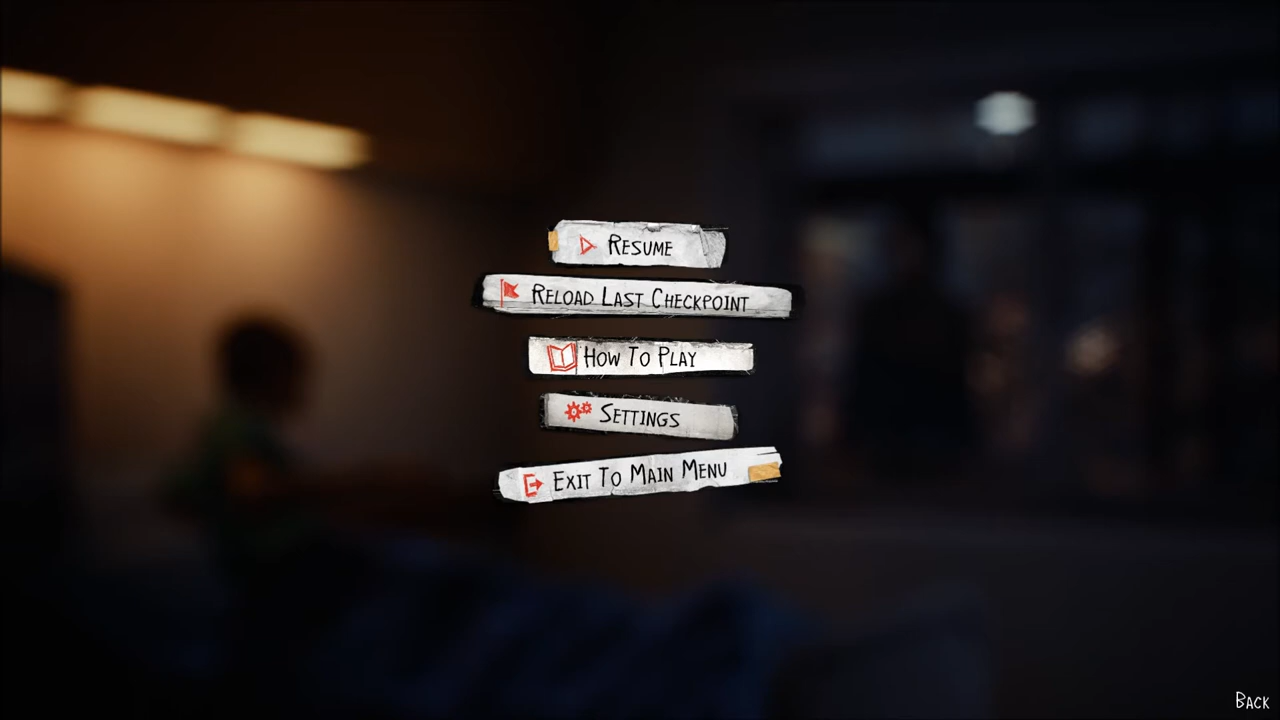 Resume
Reload Last Checkpoint
How To Play
Settings
Exit To Main Menu
Back